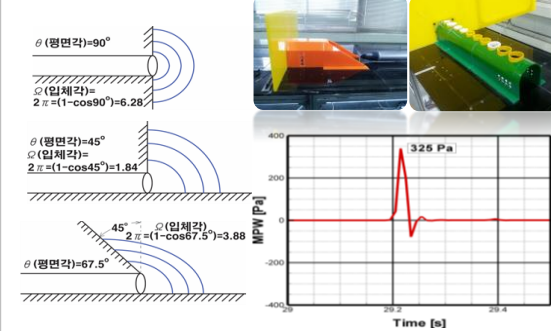 θ (평면각)=90°
Ω(입체각)=
2π=(1-cos90°)=6.28
θ (평면각)=45°
Ω(입체각)=
2π=(1-cos45°)=1.84
45°
Ω(입체각)
2π=(1-cos67.5°)=3.88
θ (평면각)=67.5°
400
325 Pa
200
0
-200
-400
MPW [Pa]
29
29.2
29.4
Time [s]